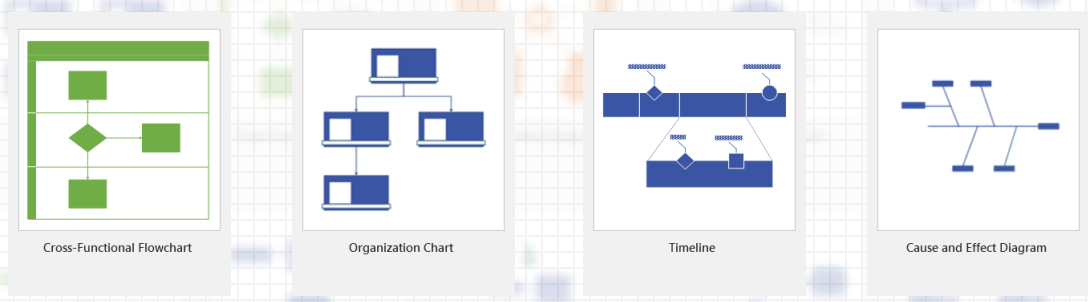 Cross-Functional Flowchart
Organization Chart
Timeline
Cause and Effect Diagram